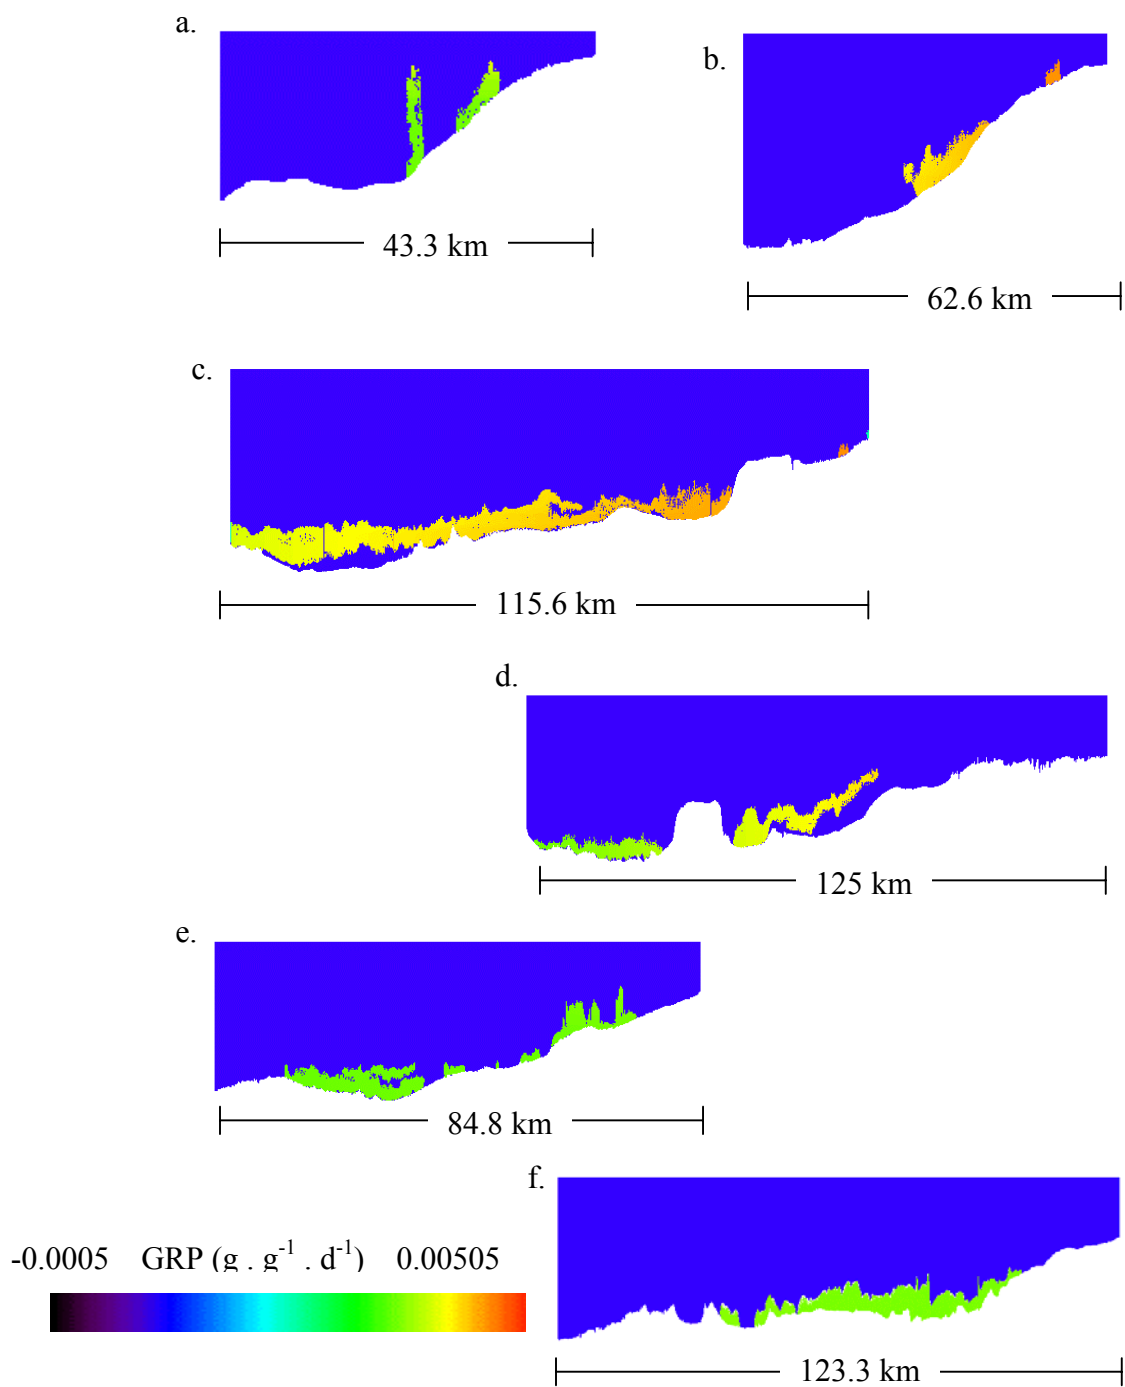 a.
b.
43.3 km
62.6 km
c.
115.6 km
d.
125 km
e.
84.8 km
f.
-0.0005 GRP (g . g-1 . d-1) 0.00505
123.3 km